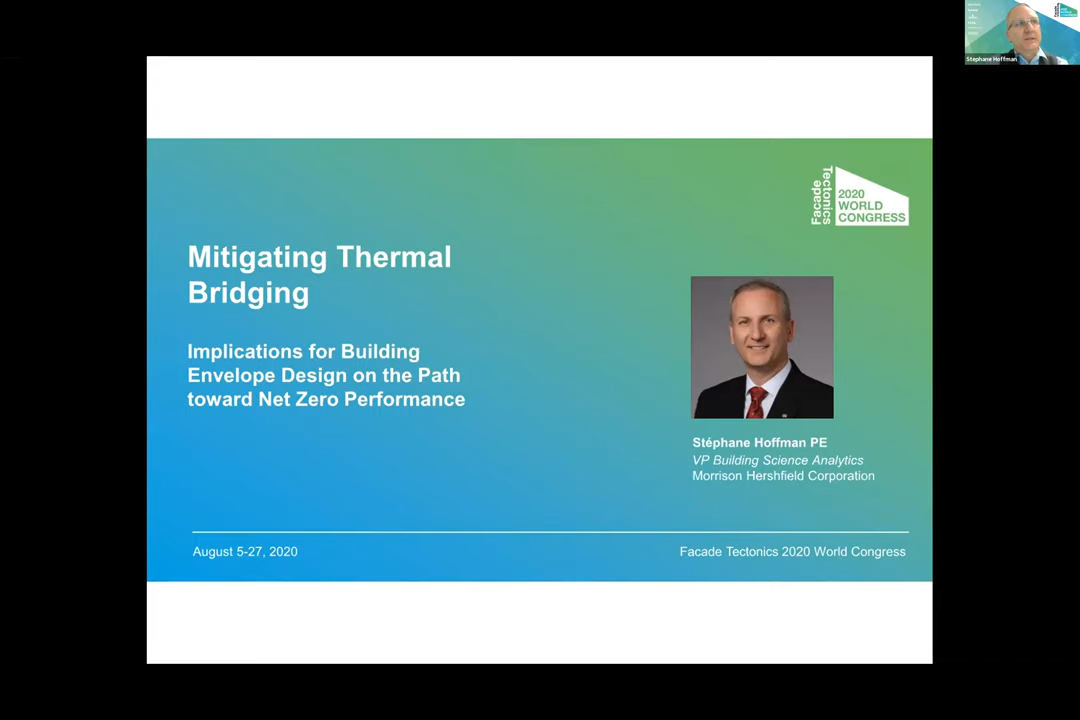 Stephane Hoffman
Facade
Tectonics
2020
WORLD
CONGRESS
Mitigating Thermal
Bridging
Implications for Building
Envelope Design on the Path
toward Net Zero Performance
Stéphane Hoffman PE
VP Building Science Analytics
Morrison Hershfield Corporation
August 5-27, 2020
Facade Tectonics 2020 World Congress